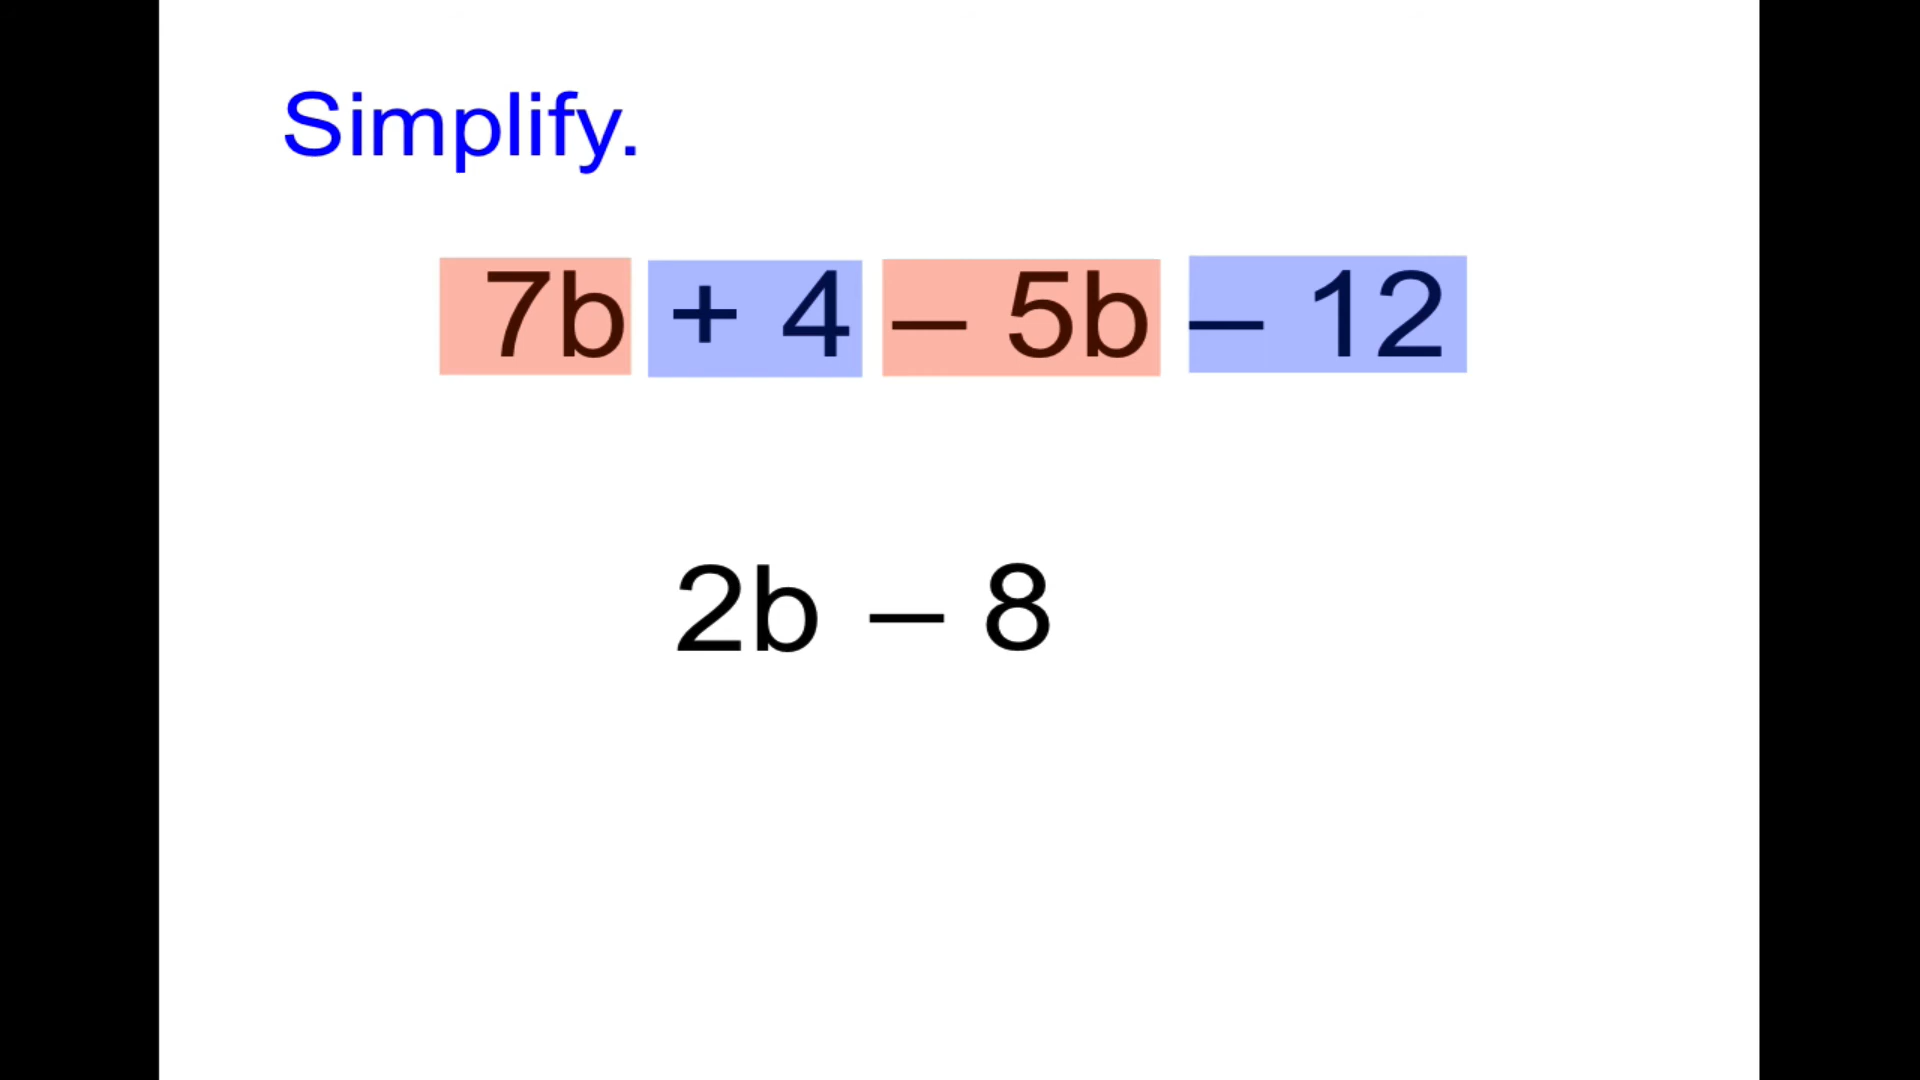 Simplify.
7b + 4 – 5b – 12
2b – 8